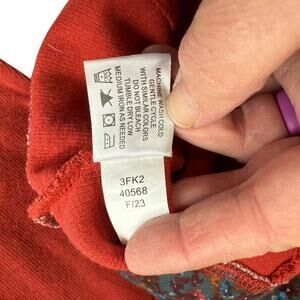 MACHINE WASH COLD
GENTLE CYCLE
WITH SIMILAR COLORS
DO NOT BLEACH
TUMBLE DRY LOW
MEDIUM IRON AS NEEDED
3FK2
40568
F/23